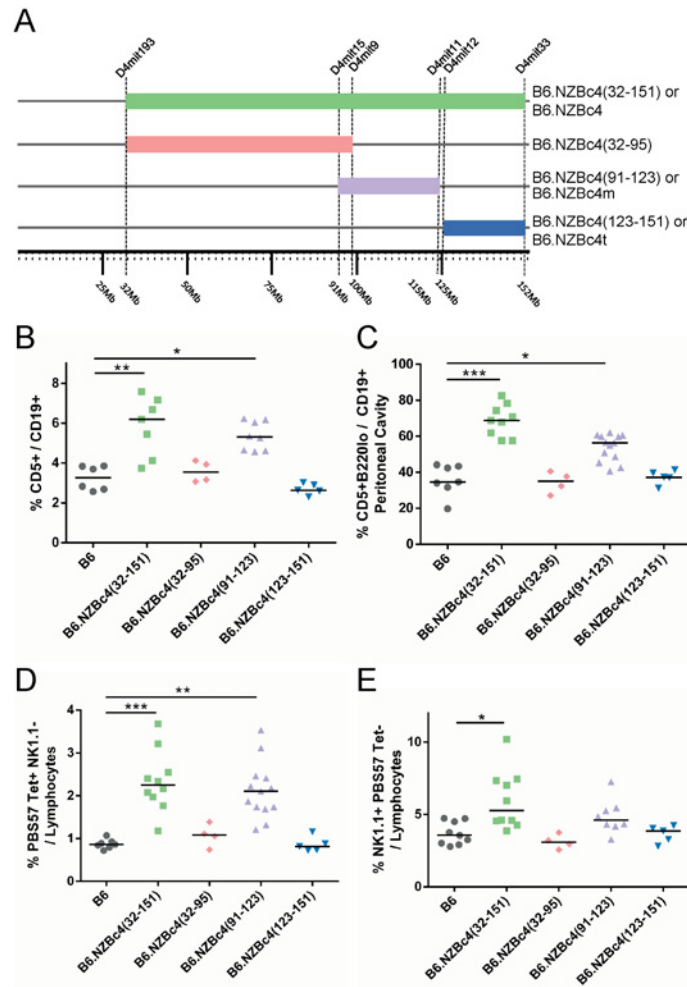 A
D4mit193
D4mit15
D4mit9
D4mit11
D4mit12
D4mit33
B6.NZBc4(32-151) or
B6.NZBc4
B6.NZBc4(32-95)
B6.NZBc4(91-123) or
B6.NZBc4m
B6.NZBc4(123-151) or
B6.NZBc4t
25Mb
32Mb
50Mb
75Mb
91Mb
100Mb
115Mb
125Mb
152Mb
B
% CD5+ / CD19+
8
6
4
2
0
*
**
B6
B6.NZBc4(32-151)
B6.NZBc4(32-95)
B6.NZBc4(91-123)
B6.NZBc4(123-151)
C
% CD5+B220lo / CD19+
Peritoneal Cavity
100
80
60
40
20
0
*
***
B6
B6.NZBc4(32-151)
B6.NZBc4(32-95)
B6.NZBc4(91-123)
B6.NZBc4(123-151)
D
% PBS57 Tet+ NK1.1-
/ Lymphocytes
4
3
2
1
0
**
***
B6
B6.NZBc4(32-151)
B6.NZBc4(32-95)
B6.NZBc4(91-123)
B6.NZBc4(123-151)
E
% NK1.1+ PBS57 Tet-
/ Lymphocytes
10
5
0
*
B6
B6.NZBc4(32-151)
B6.NZBc4(32-95)
B6.NZBc4(91-123)
B6.NZBc4(123-151)